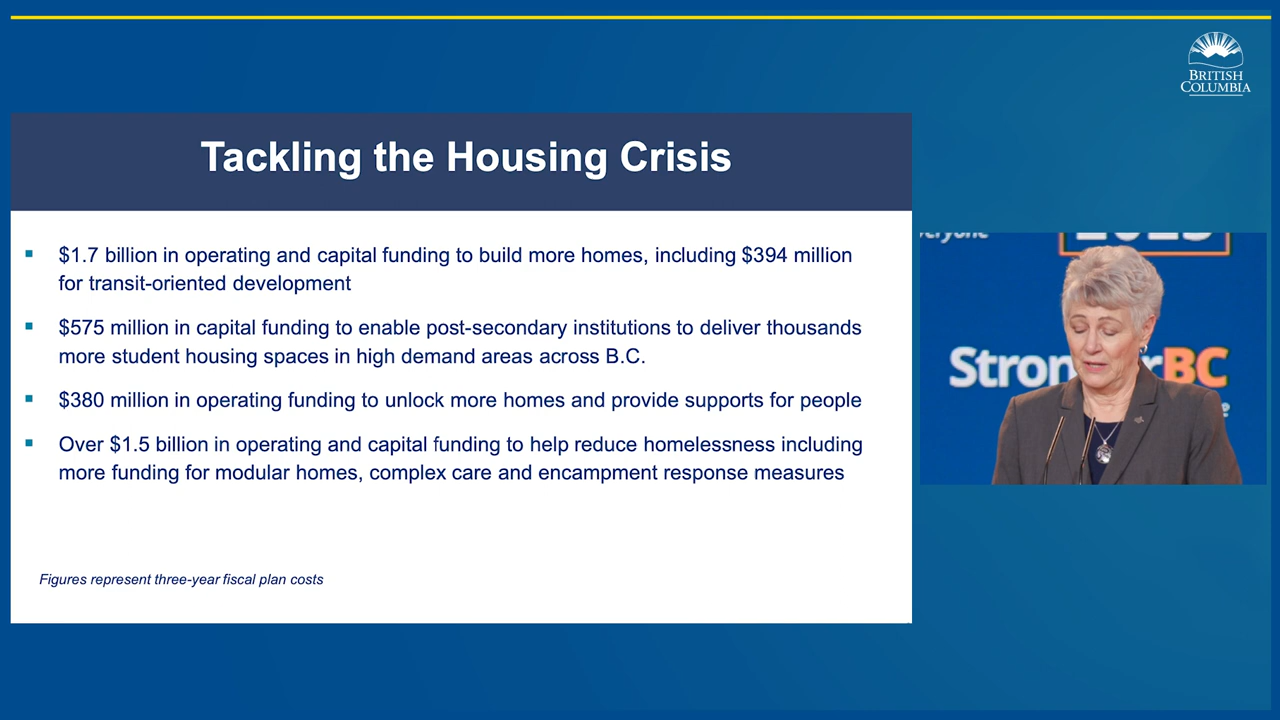 BRITISH
COLUMBIA
Tackling the Housing Crisis
▪ $1.7 billion in operating and capital funding to build more homes, including $394 million
for transit-oriented development
▪ $575 million in capital funding to enable post-secondary institutions to deliver thousands
more student housing spaces in high demand areas across B.C.
▪ $380 million in operating funding to unlock more homes and provide supports for people
▪ Over $1.5 billion in operating and capital funding to help reduce homelessness including
more funding for modular homes, complex care and encampment response measures
Figures represent three-year fiscal plan costs
2023
BC